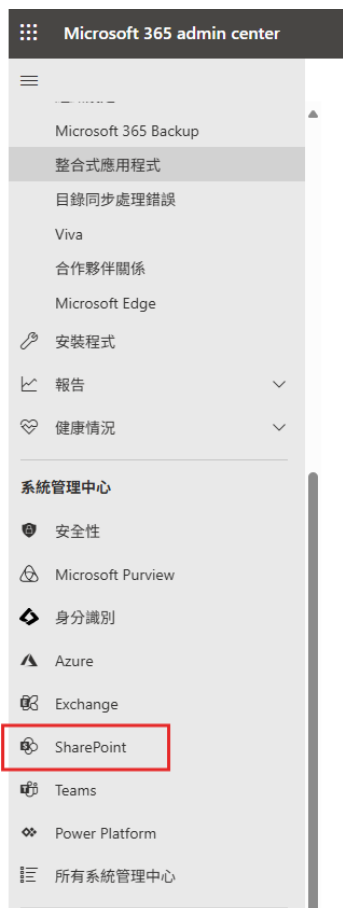 Microsoft 365 admin center
Microsoft 365 Backup
整合式應用程式
目錄同步處理錯誤
Viva
合作夥伴關係
Microsoft Edge
安裝程式
報告
健康情況
系統管理中心
安全性
Microsoft Purview
身分識別
Azure
Exchange
SharePoint
Teams
Power Platform
所有系統管理中心